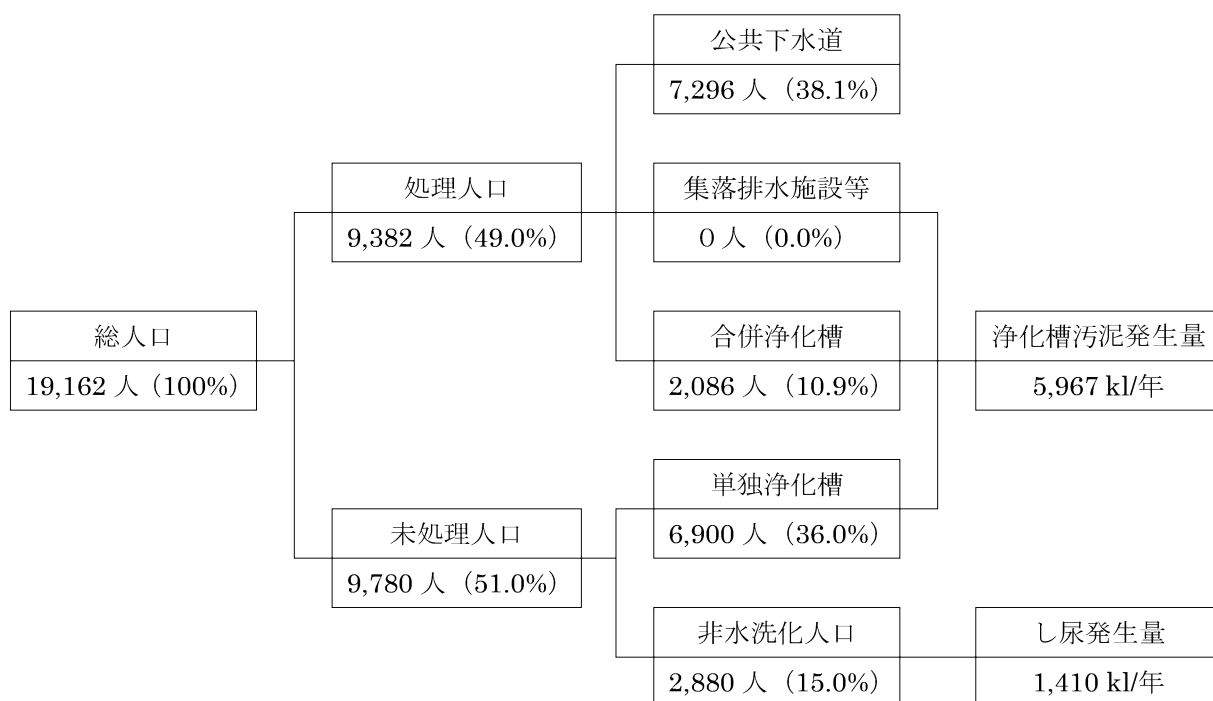 公共下水道
7,296 人（38.1%）
処理人口
9,382 人（49.0%）
集落排水施設等
0 人（0.0%）
総人口
19,162 人（100%）
合併浄化槽
2,086 人（10.9%）
浄化槽汚泥発生量
5,967 kl/年
単独浄化槽
6,900 人（36.0%）
未処理人口
9,780 人（51.0%）
非水洗化人口
2,880 人（15.0%）
し尿発生量
1,410 kl/年